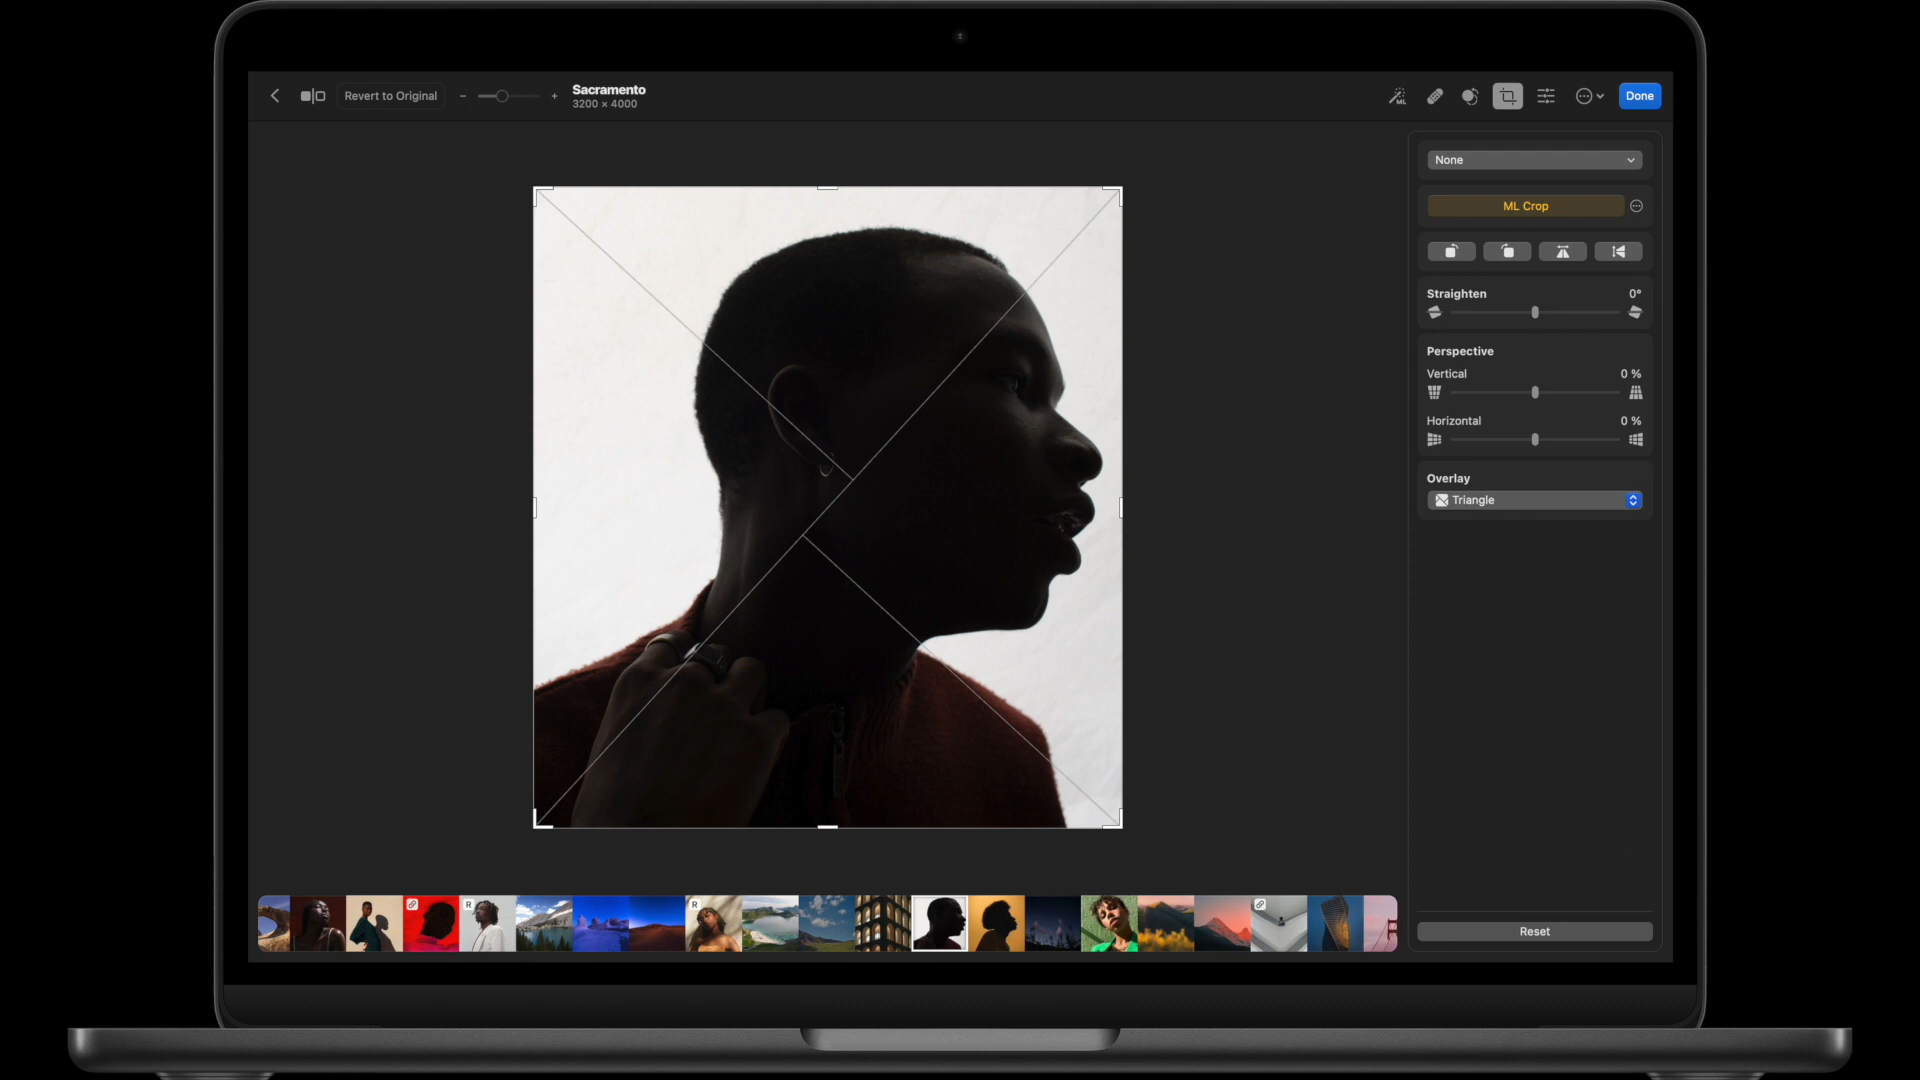 Revert to Original
Sacramento
3200 × 4000
ML
Done
None
ML Crop
Straighten
0°
Perspective
Vertical
0 %
Horizontal
0 %
Overlay
Triangle
R
R
Reset